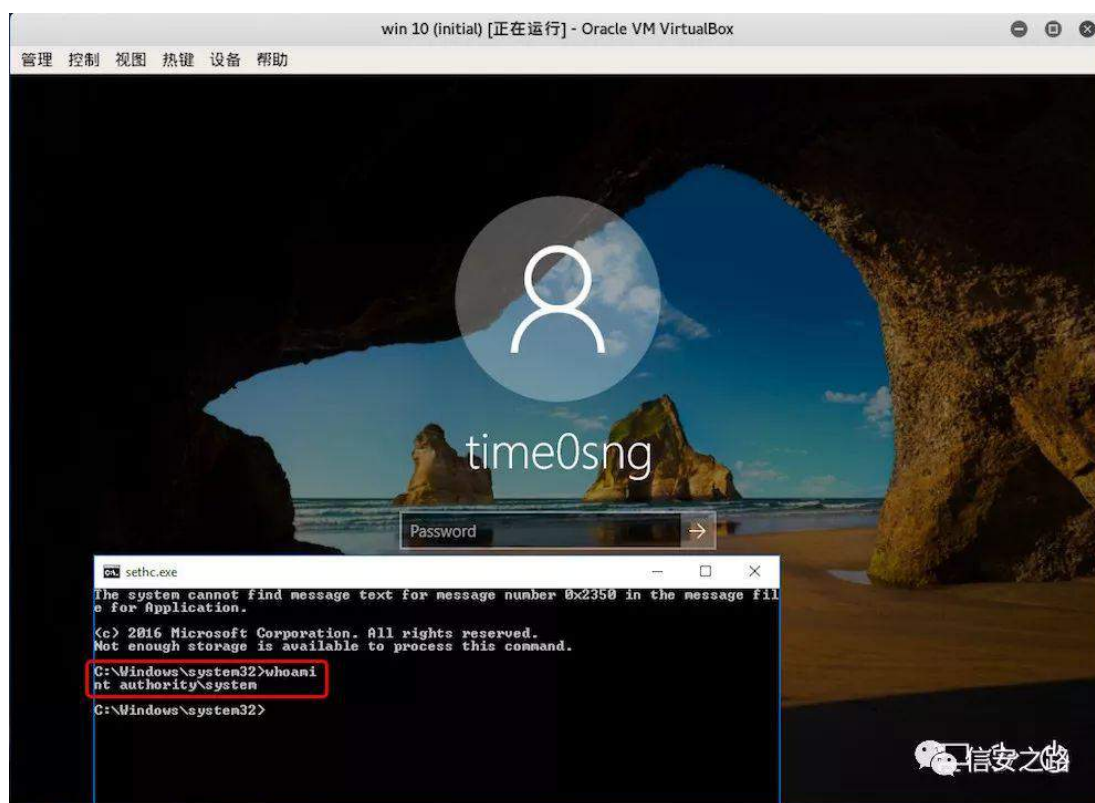 win 10 (initial) [正在运行] - Oracle VM VirtualBox
管理 控制 视图 热键 设备 帮助
time0sng
Password
sethc.exe
The system cannot find message text for message number 0x2350 in the message fil
e for Application.
(c) 2016 Microsoft Corporation. All rights reserved.
Not enough storage is available to process this command.
C:\Windows\system32>whoami
nt authority\system
C:\Windows\system32>
信安之路